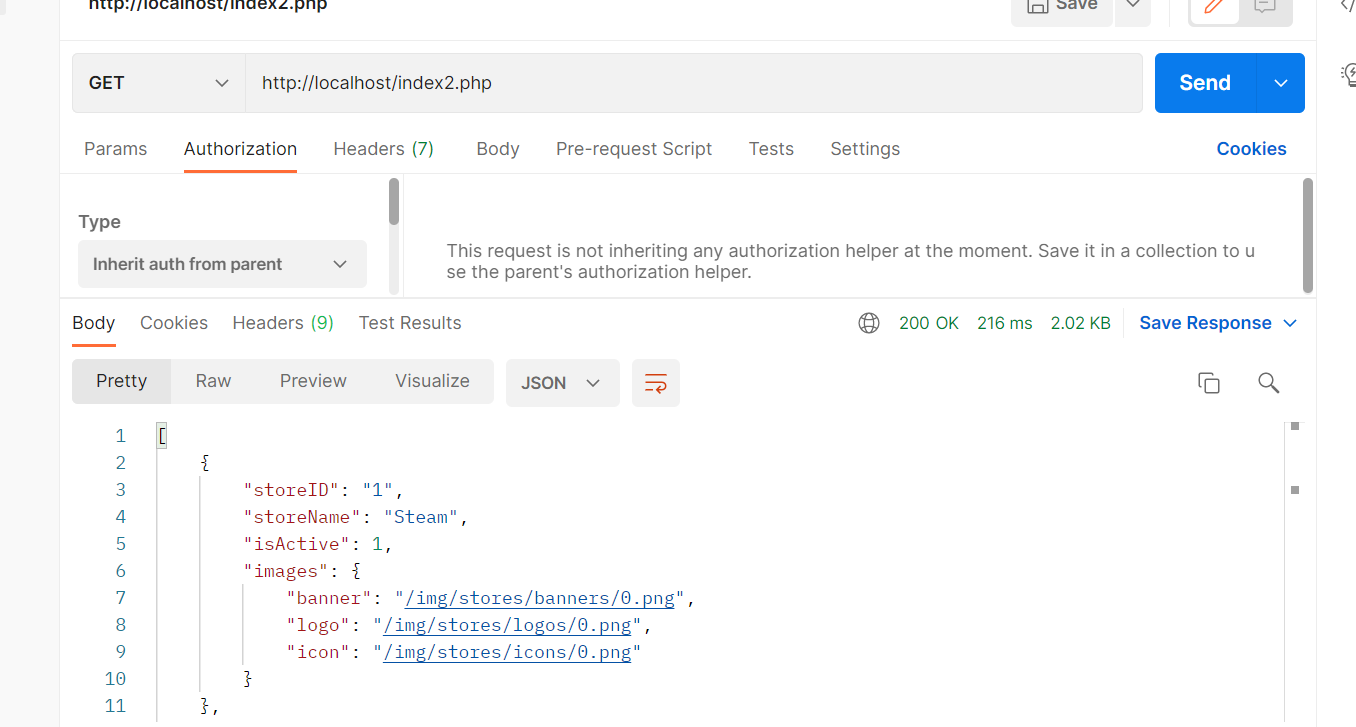 http://localhost/index2.php
Save
GET
http://localhost/index2.php
Send
Params
Authorization
Headers (7)
Body
Pre-request Script
Tests
Settings
Cookies
Type
Inherit auth from parent
This request is not inheriting any authorization helper at the moment. Save it in a collection to u
se the parent's authorization helper.
Body
Cookies
Headers (9)
Test Results
200 OK
216 ms
2.02 KB
Save Response
Pretty
Raw
Preview
Visualize
JSON
1 [
2 {
3 "storeID": "1",
4 "storeName": "Steam",
5 "isActive": 1,
6 "images": {
7 "banner": "/img/stores/banners/0.png",
8 "logo": "/img/stores/logos/0.png",
9 "icon": "/img/stores/icons/0.png"
10 }
11 },